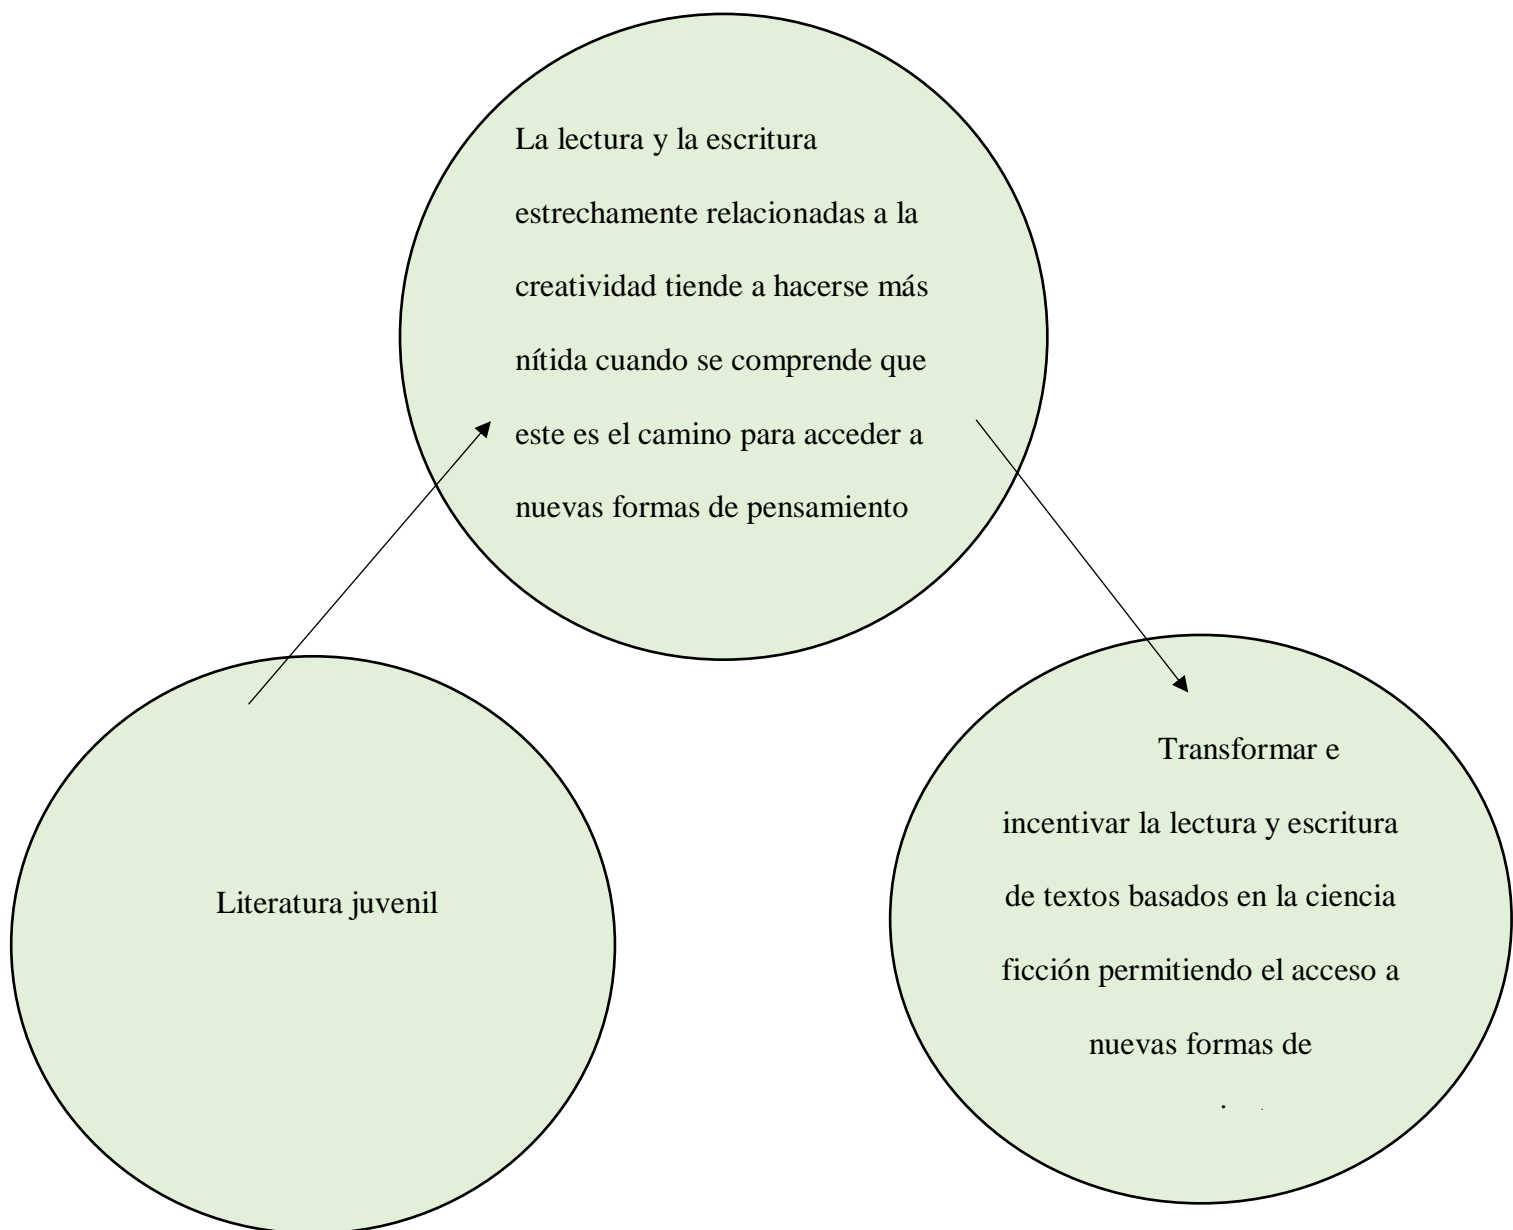 La lectura y la escritura
estrechamente relacionadas a la
creatividad tiende a hacerse más
nítida cuando se comprende que
este es el camino para acceder a
nuevas formas de pensamiento
Literatura juvenil
Transformar e
incentivar la lectura y escritura
de textos basados en la ciencia
ficción permitiendo el acceso a
nuevas formas de